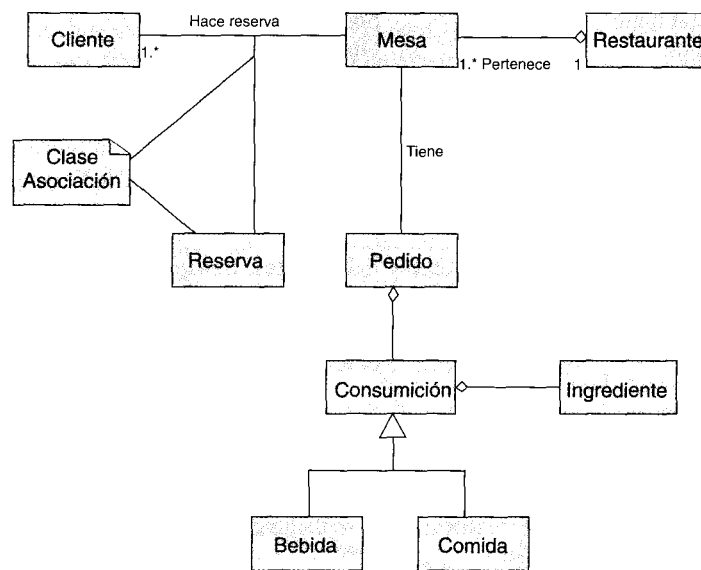 Hace reserva
Cliente
Mesa
Restaurante
1.*
1.* Pertenece
1
Clase
Asociación
Tiene
Reserva
Pedido
Consumición
Ingrediente
Bebida
Comida